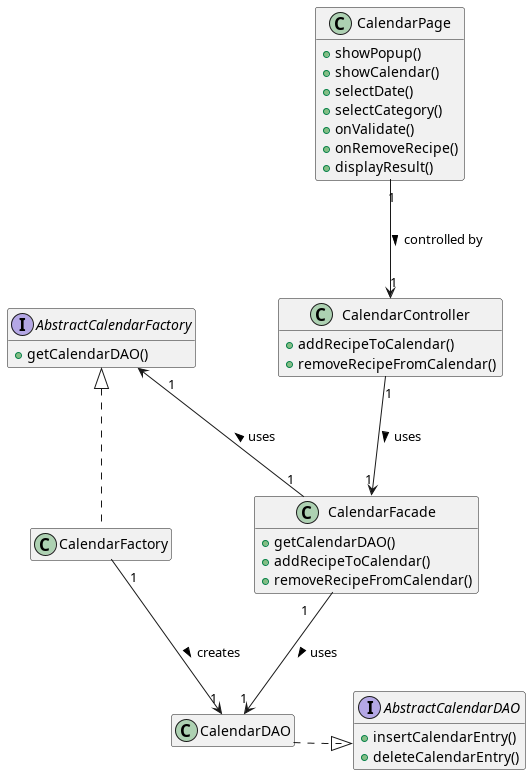 C CalendarPage
showPopup()
showCalendar()
selectDate()
selectCategory()
onValidate()
onRemoveRecipe()
displayResult()
1
controlled by
1
I AbstractCalendarFactory
getCalendarDAO()
C CalendarController
addRecipeToCalendar()
removeRecipeFromCalendar()
1
1
uses
uses
1
1
C CalendarFactory
C CalendarFacade
getCalendarDAO()
addRecipeToCalendar()
removeRecipeFromCalendar()
1
1
creates
uses
1
1
C CalendarDAO
I AbstractCalendarDAO
insertCalendarEntry()
deleteCalendarEntry()